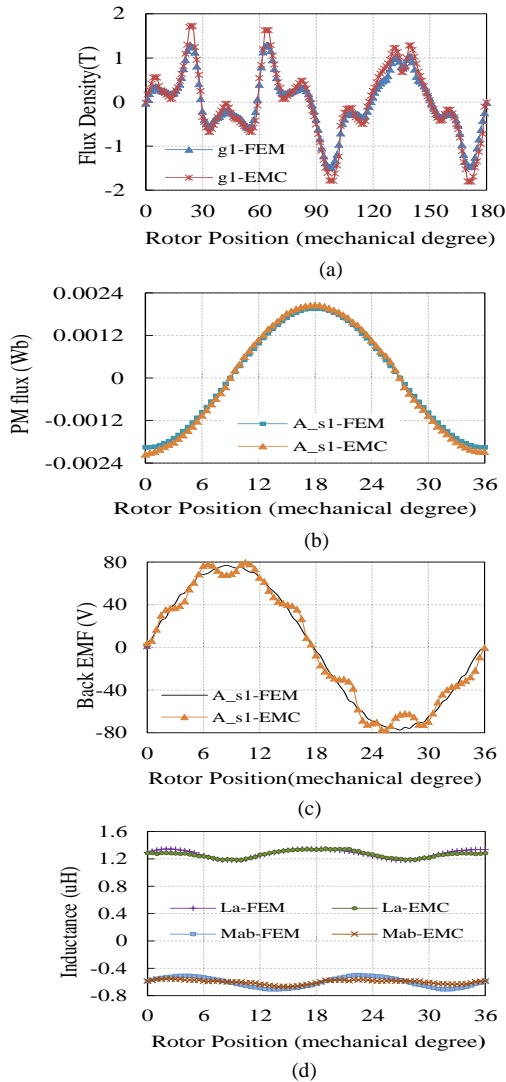 2
1
0
-1
-2
Flux Density(T)
g1-FEM
g1-EMC
0 30 60 90 120 150 180
Rotor Position (mechanical degree)
(a)
0.0024
0.0012
0
-0.0012
-0.0024
PM flux (Wb)
A_s1-FEM
A_s1-EMC
0 6 12 18 24 30 36
Rotor Position (mechanical degree)
(b)
80
40
0
-40
-80
Back EMF (V)
A_s1-FEM
A_s1-EMC
0 6 12 18 24 30 36
Rotor Position(mechanical degree)
(c)
1.6
1.2
0.8
0.4
0
-0.4
-0.8
Inductance (uH)
La-FEM La-EMC
Mab-FEM Mab-EMC
0 6 12 18 24 30 36
Rotor Position (mechanical degree)
(d)